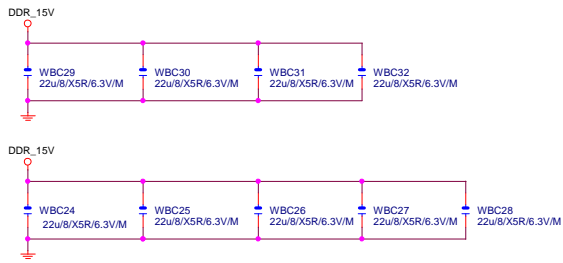 DDR_15V
WBC29 WBC30 WBC31 WBC32
22u/8/X5R/6.3V/M 22u/8/X5R/6.3V/M 22u/8/X5R/6.3V/M 22u/8/X5R/6.3V/M
DDR_15V
WBC24 WBC25 WBC26 WBC27 WBC28
22u/8/X5R/6.3V/M 22u/8/X5R/6.3V/M 22u/8/X5R/6.3V/M 22u/8/X5R/6.3V/M 22u/8/X5R/6.3V/M